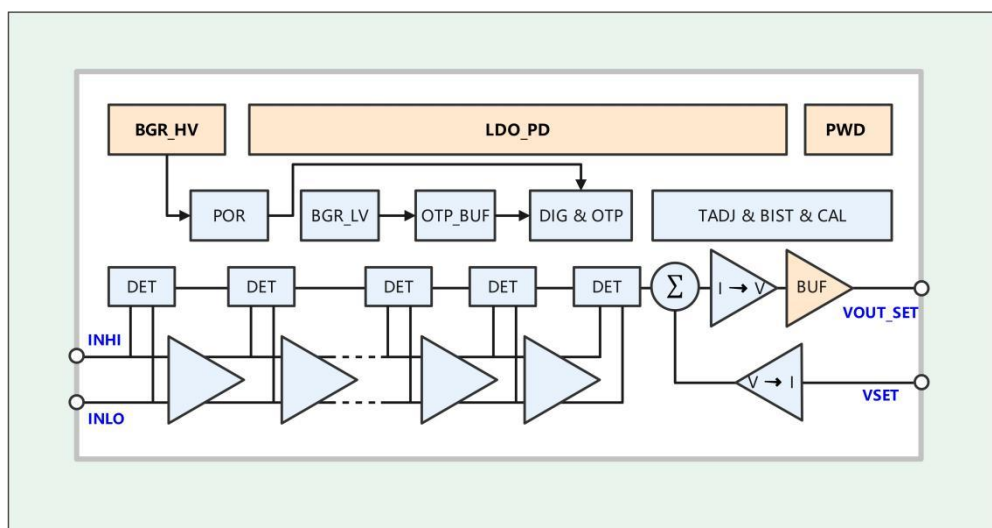 BGR_HV
LDO_PD
PWD
POR
BGR_LV
OTP_BUF
DIG & OTP
TADJ & BIST & CAL
DET
DET
DET
DET
DET
Σ
I → V
BUF
VOUT_SET
INHI
V → I
VSET
INLO